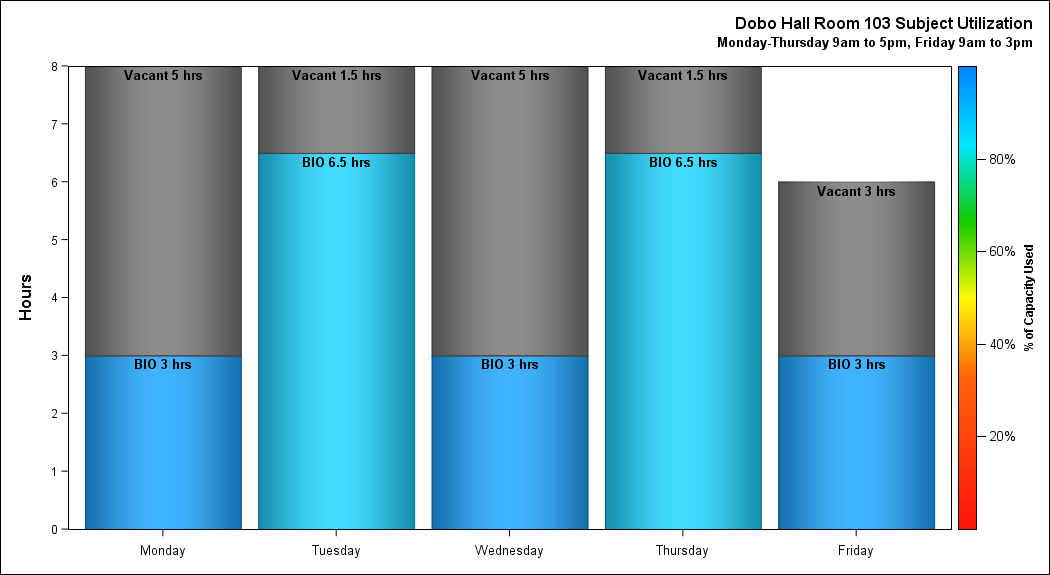 Dobo Hall Room 103 Subject Utilization
Monday-Thursday 9am to 5pm, Friday 9am to 3pm
8
7
6
5
4
3
2
1
0
Hours
Vacant 5 hrs
Vacant 1.5 hrs
Vacant 5 hrs
Vacant 1.5 hrs
BIO 6.5 hrs
BIO 6.5 hrs
Vacant 3 hrs
BIO 3 hrs
BIO 3 hrs
BIO 3 hrs
Monday
Tuesday
Wednesday
Thursday
Friday
80%
60%
40%
20%
% of Capacity Used